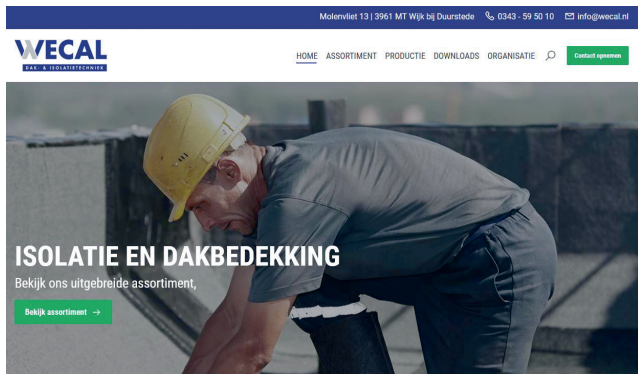 Molenvliet 13 | 3961 MT Wijk bij Duurstede 0343 - 59 50 10 info@wecal.nl
WECAL
DAK- & ISOLATIETECHNIEK
HOME ASSORTIMENT PRODUCTIE DOWNLOADS ORGANISATIE Contact opnemen
ISOLATIE EN DAKBEDEKKING
Bekijk ons uitgebreide assortiment,
Bekijk assortiment →